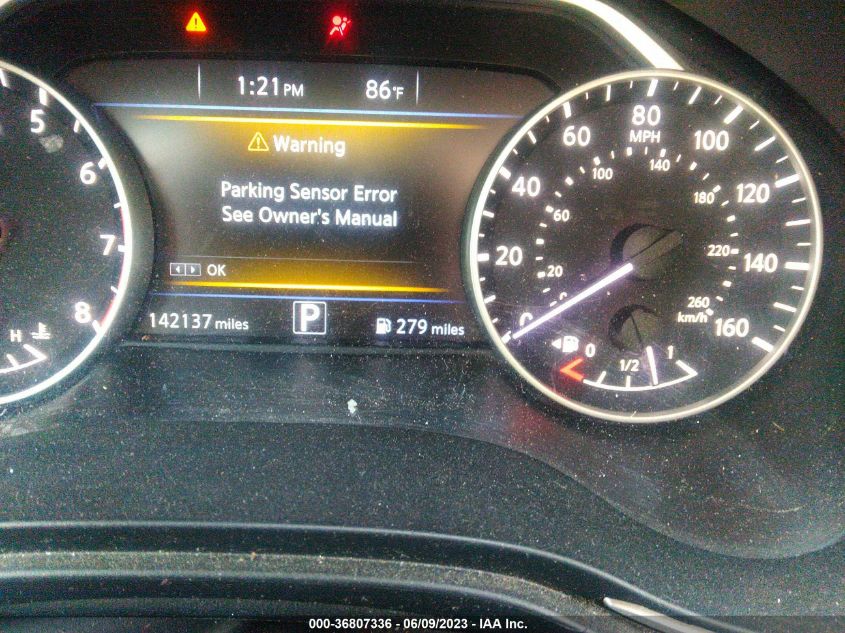 1:21 PM 86°F
Warning
Parking Sensor Error
See Owner's Manual
OK
142137 miles P 279 miles
5
6
7
8
H
0 20 40 60 80 100 120 140 160
MPH
0 20 60 100 140 180 220 260
km/h
0 1/2 1
000-36807336 - 06/09/2023 - IAA Inc.